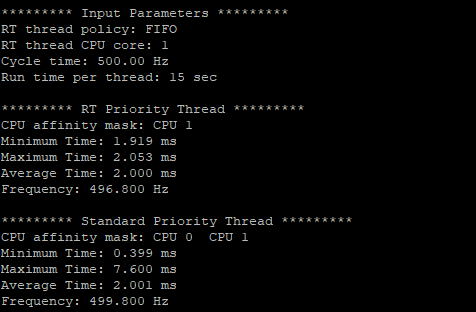 ********* Input Parameters *********
RT thread policy: FIFO
RT thread CPU core: 1
Cycle time: 500.00 Hz
Run time per thread: 15 sec
********* RT Priority Thread *********
CPU affinity mask: CPU 1
Minimum Time: 1.919 ms
Maximum Time: 2.053 ms
Average Time: 2.000 ms
Frequency: 496.800 Hz
********* Standard Priority Thread *********
CPU affinity mask: CPU 0  CPU 1
Minimum Time: 0.399 ms
Maximum Time: 7.600 ms
Average Time: 2.001 ms
Frequency: 499.800 Hz